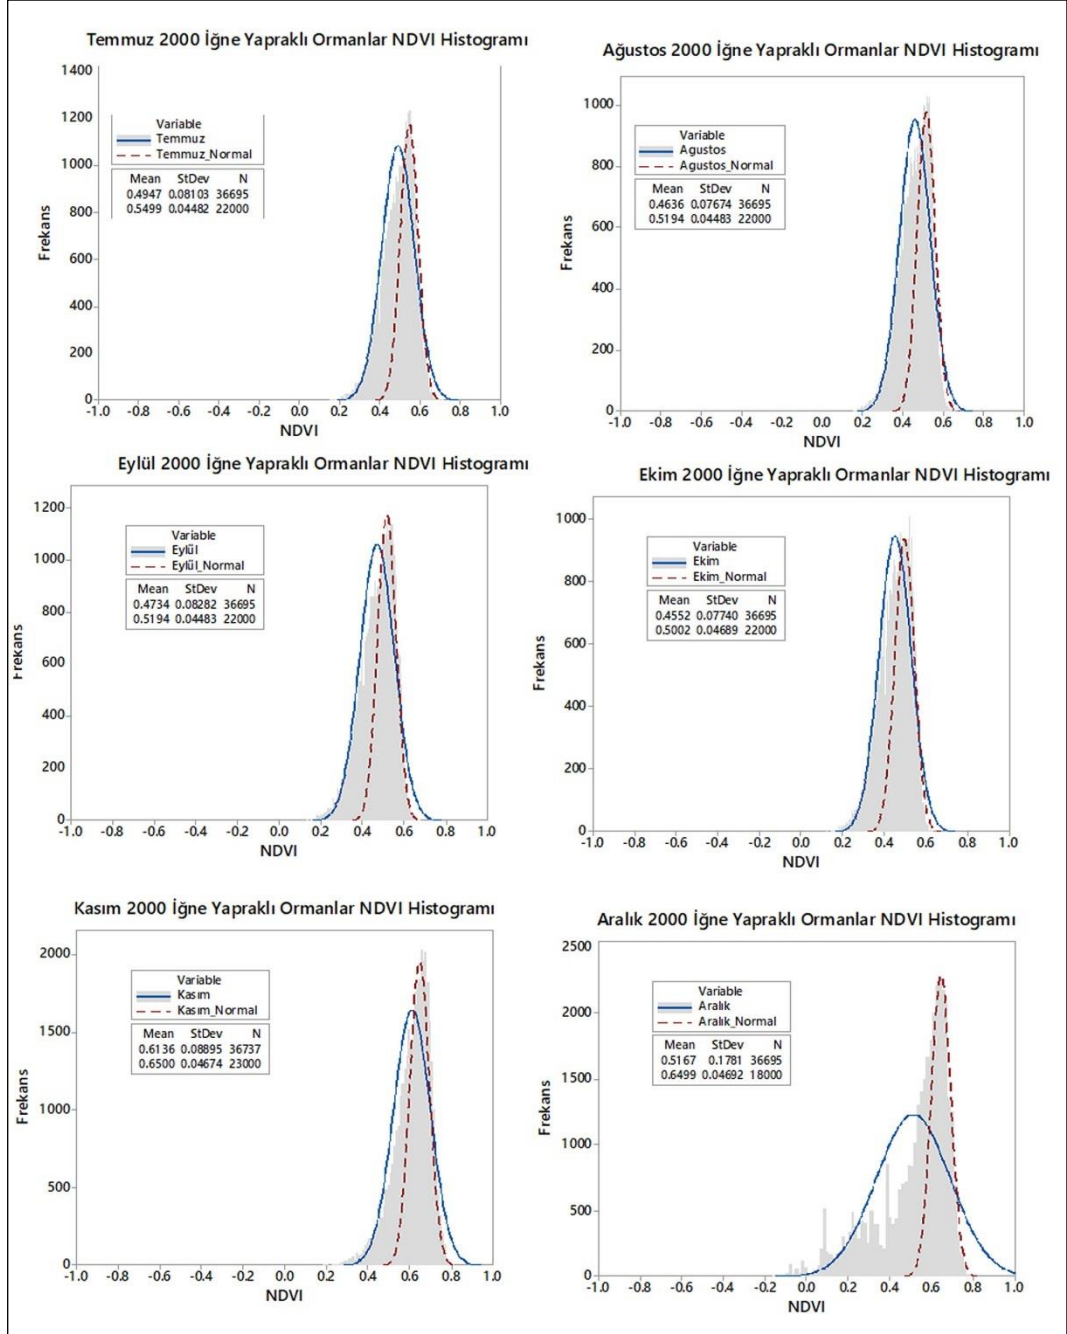 Temmuz 2000 İğne Yapraklı Ormanlar NDVI Histogramı
1400
1200
1000
800
600
400
200
0
Frekans
Variable
Temmuz
Temmuz_Normal
Mean StDev N
0.4947 0.08103 36695
0.5499 0.04482 22000
-1.0 -0.8 -0.6 -0.4 -0.2 0.0 0.2 0.4 0.6 0.8 1.0
NDVI
Ağustos 2000 İğne Yapraklı Ormanlar NDVI Histogramı
1000
800
600
400
200
0
Frekans
Variable
Agustos
Agustos_Normal
Mean StDev N
0.4636 0.07674 36695
0.5194 0.04483 22000
-1.0 -0.8 -0.6 -0.4 -0.2 0.0 0.2 0.4 0.6 0.8 1.0
NDVI
Eylül 2000 İğne Yapraklı Ormanlar NDVI Histogramı
1200
1000
800
600
400
200
0
Frekans
Variable
Eylül
Eylül_Normal
Mean StDev N
0.4734 0.08282 36695
0.5194 0.04483 22000
-1.0 -0.8 -0.6 -0.4 -0.2 0.0 0.2 0.4 0.6 0.8 1.0
NDVI
Ekim 2000 İğne Yapraklı Ormanlar NDVI Histogramı
1000
800
600
400
200
0
Frekans
Variable
Ekim
Ekim_Normal
Mean StDev N
0.4552 0.07740 36695
0.5002 0.04689 22000
-1.0 -0.8 -0.6 -0.4 -0.2 0.0 0.2 0.4 0.6 0.8 1.0
NDVI
Kasım 2000 İğne Yapraklı Ormanlar NDVI Histogramı
2000
1500
1000
500
0
Frekans
Variable
Kasım
Kasım_Normal
Mean StDev N
0.6136 0.08895 36737
0.6500 0.04674 23000
-1.0 -0.8 -0.6 -0.4 -0.2 0.0 0.2 0.4 0.6 0.8 1.0
NDVI
Aralık 2000 İğne Yapraklı Ormanlar NDVI Histogramı
2500
2000
1500
1000
500
0
Frekans
Variable
Aralık
Aralık_Normal
Mean StDev N
0.5167 0.1781 36695
0.6499 0.04692 18000
-1.0 -0.8 -0.6 -0.4 -0.2 0.0 0.2 0.4 0.6 0.8 1.0
NDVI